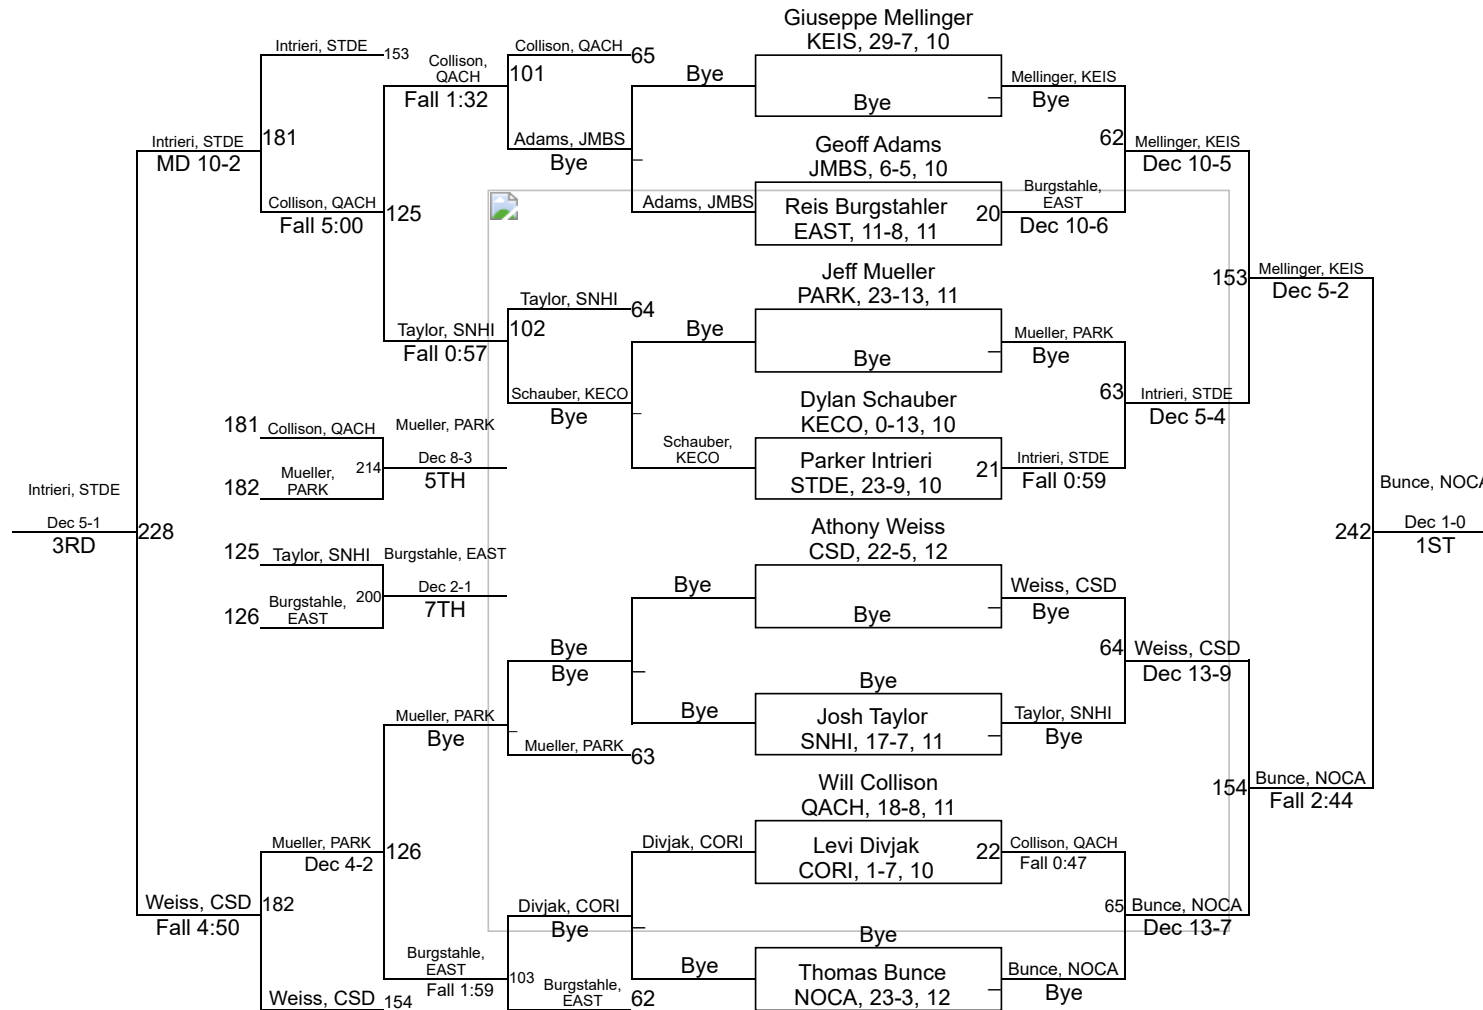 Giuseppe Mellinger
KEIS, 29-7, 10
Intrieri, STDE
153
Collison,
QACH
Fall 1:32
Collison, QACH
65
101
Bye
Bye
Mellinger, KEIS
Bye
Adams, JMBS
Bye
Geoff Adams
JMBS, 6-5, 10
62
Mellinger, KEIS
Dec 10-5
Intrieri, STDE
MD 10-2
181
Collison, QACH
Fall 5:00
125
Adams, JMBS
Reis Burgstahler
EAST, 11-8, 11
20
Burgstahle,
EAST
Dec 10-6
Jeff Mueller
PARK, 23-13, 11
153
Mellinger, KEIS
Dec 5-2
Taylor, SNHI
64
Taylor, SNHI
Fall 0:57
102
Bye
Bye
Mueller, PARK
Bye
Schauber, KECO
Bye
Dylan Schauber
KECO, 0-13, 10
63
Intrieri, STDE
Dec 5-4
181
Collison, QACH
Mueller, PARK
Schauber,
KECO
Parker Intrieri
STDE, 23-9, 10
21
Intrieri, STDE
Fall 0:59
182
Mueller,
PARK
214
Dec 8-3
5TH
Intrieri, STDE
Dec 5-1
3RD
228
Athony Weiss
CSD, 22-5, 12
242
Bunce, NOCA
Dec 1-0
1ST
125
Taylor, SNHI
Burgstahle, EAST
126
Burgstahle,
EAST
200
Dec 2-1
7TH
Bye
Bye
Weiss, CSD
Bye
Bye
Bye
64
Weiss, CSD
Dec 13-9
Bye
Bye
Josh Taylor
SNHI, 17-7, 11
Taylor, SNHI
Bye
Mueller, PARK
Bye
Mueller, PARK
63
Will Collison
QACH, 18-8, 11
154
Bunce, NOCA
Fall 2:44
Mueller, PARK
Dec 4-2
126
Divjak, CORI
Levi Divjak
CORI, 1-7, 10
22
Collison, QACH
Fall 0:47
Weiss, CSD
Fall 4:50
182
Divjak, CORI
Bye
65
Bunce, NOCA
Dec 13-7
Bye
Burgstahle,
EAST
Fall 1:59
103
Burgstahle,
EAST
62
Bye
Thomas Bunce
NOCA, 23-3, 12
Bunce, NOCA
Bye
Weiss, CSD
154